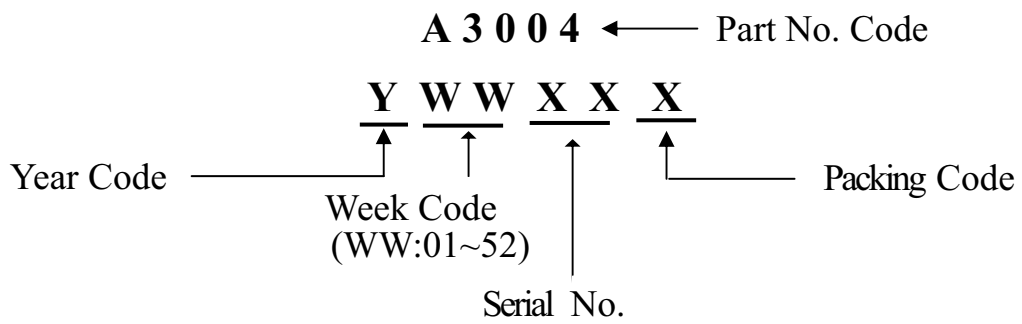 A 3 0 0 4 Part No. Code
Y W W X X X
Year Code Packing Code
Week Code
(WW:01~52)
Serial No.